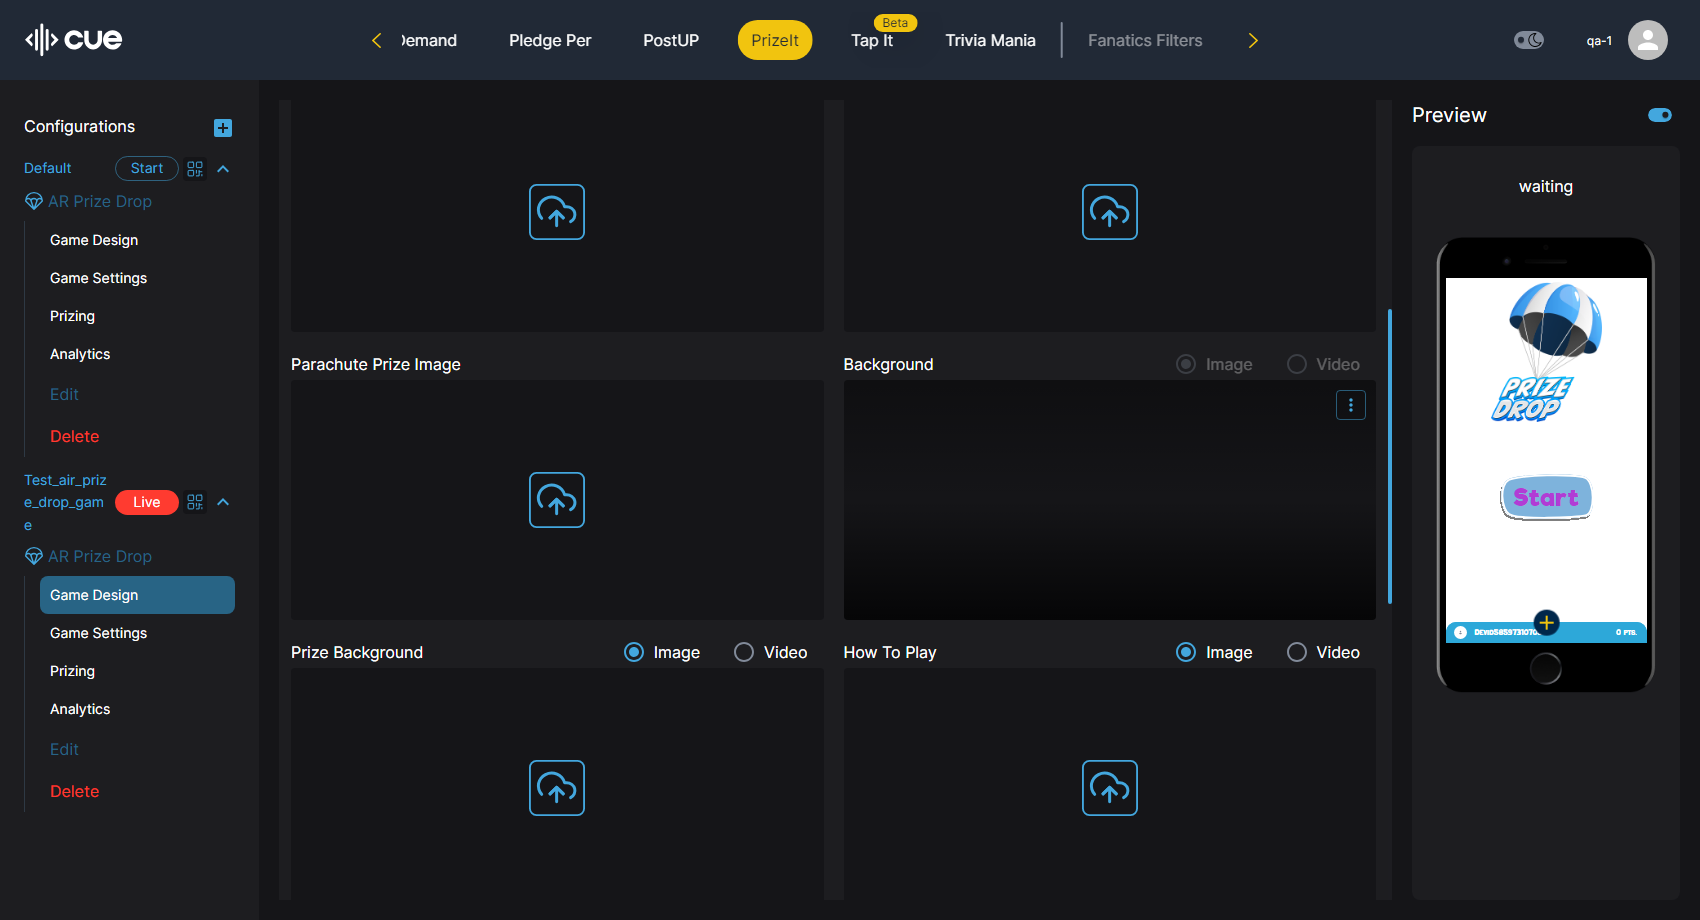 cue
Demand
Pledge Per
PostUP
PrizeIt
Beta
Tap It
Trivia Mania
Fanatics Filters
qa-1
Configurations
Default
Start
AR Prize Drop
Game Design
Game Settings
Prizing
Analytics
Edit
Delete
Test_air_priz
e_drop_gam
e
Live
AR Prize Drop
Game Design
Game Settings
Prizing
Analytics
Edit
Delete
Parachute Prize Image
Background
Image
Video
Prize Background
Image
Video
How To Play
Image
Video
Preview
waiting
PRIZE
DROP
Start
0 PTS.